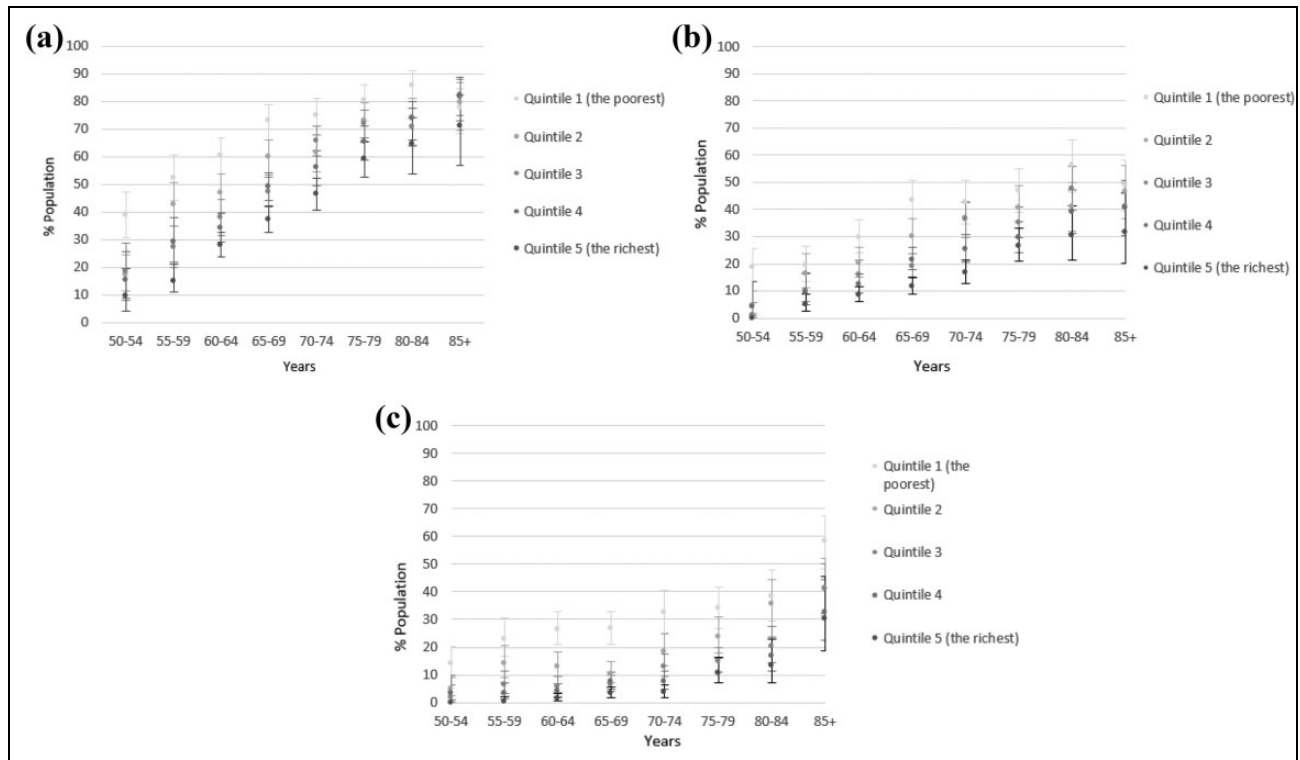 (a)
100
90
80
70
60
50
40
30
20
10
0
% Population
50-54 55-59 60-64 65-69 70-74 75-79 80-84 85+
Years
Quintile 1 (the poorest)
Quintile 2
Quintile 3
Quintile 4
Quintile 5 (the richest)
(b)
100
90
80
70
60
50
40
30
20
10
0
% Population
50-54 55-59 60-64 65-69 70-74 75-79 80-84 85+
Years
Quintile 1 (the poorest)
Quintile 2
Quintile 3
Quintile 4
Quintile 5 (the richest)
(c)
100
90
80
70
60
50
40
30
20
10
0
% Population
50-54 55-59 60-64 65-69 70-74 75-79 80-84 85+
Years
Quintile 1 (the
poorest)
Quintile 2
Quintile 3
Quintile 4
Quintile 5 (the richest)